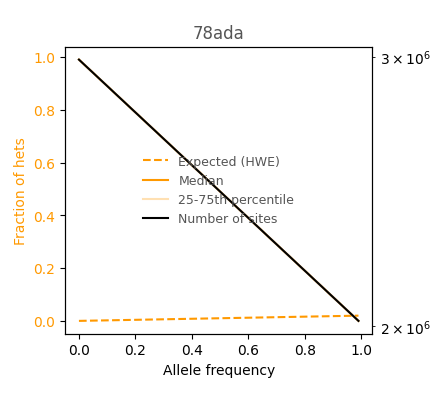 78ada
1.0
0.8
0.6
0.4
0.2
0.0
Fraction of hets
3 × 10⁶
2 × 10⁶
Expected (HWE)
Median
25-75th percentile
Number of sites
0.0 0.2 0.4 0.6 0.8 1.0
Allele frequency